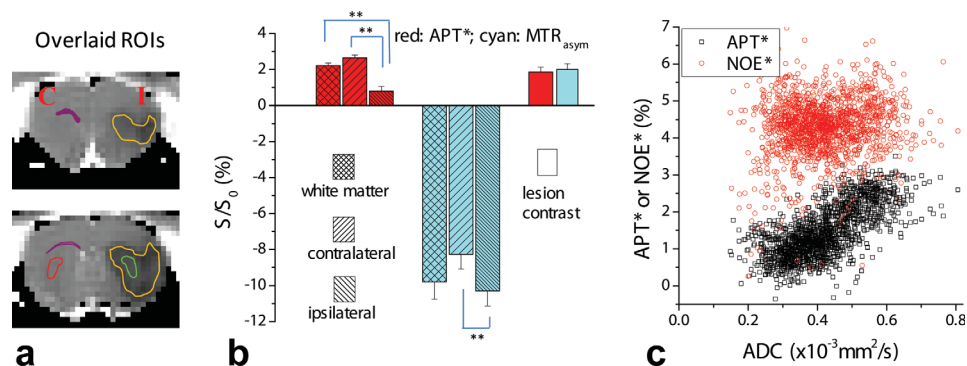 Overlaid ROIs
C
I
a
**
**
red: APT*; cyan: MTRasym
4
2
0
-2
-4
-6
-8
-10
-12
S/S0 (%)
white matter
contralateral
ipsilateral
lesion
contrast
**
b
7
6
5
4
3
2
1
0
APT* or NOE* (%)
APT*
NOE*
0.0 0.2 0.4 0.6 0.8
ADC (x10-3mm2/s)
c